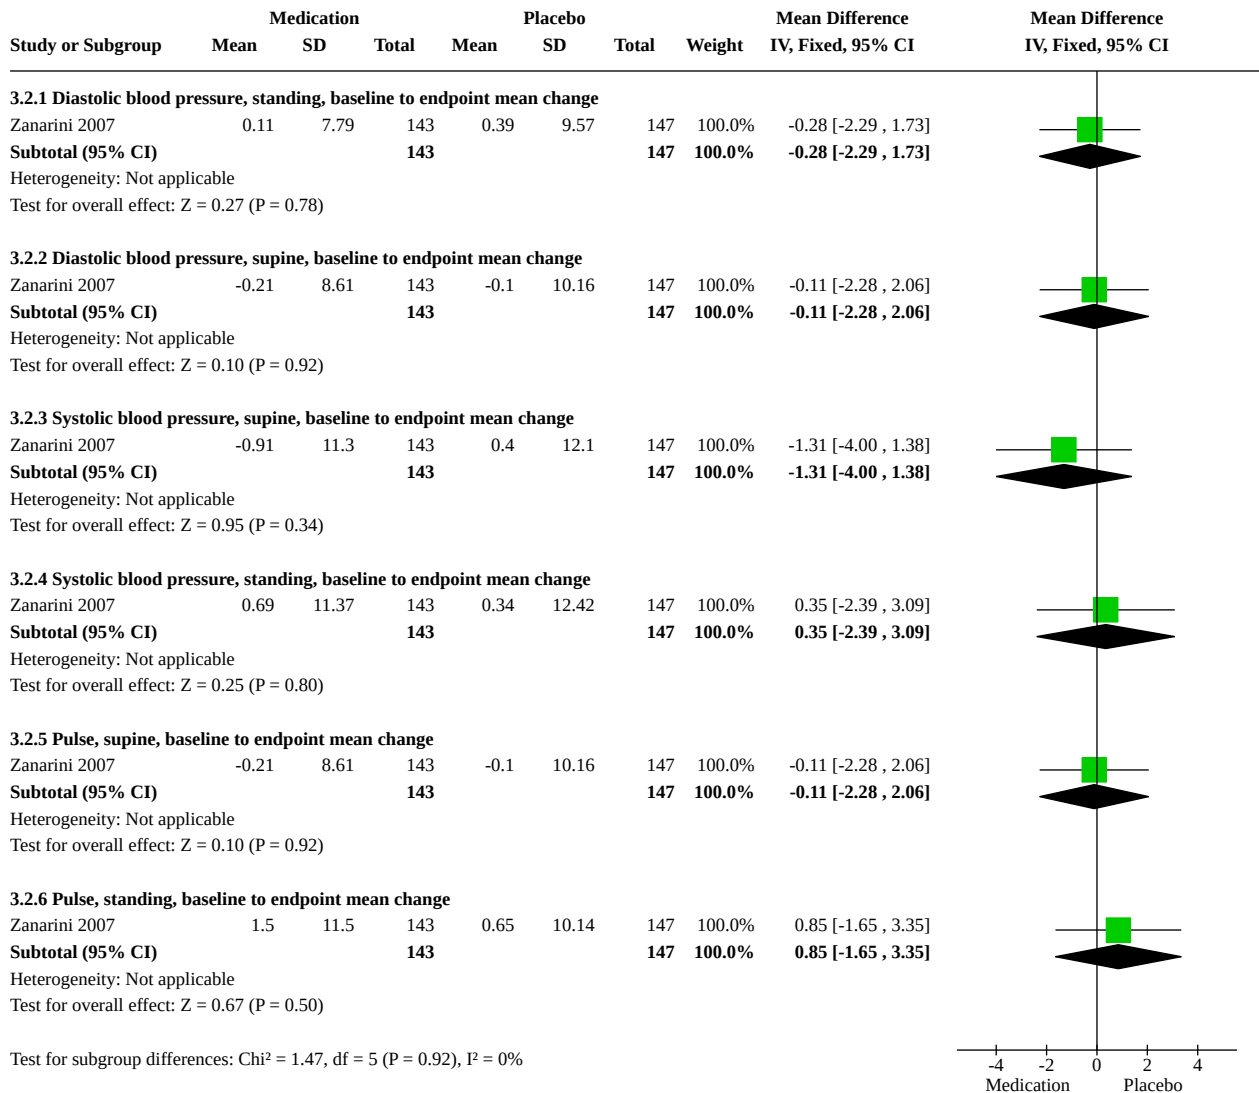 Medication Placebo Mean Difference Mean Difference
Study or Subgroup Mean SD Total Mean SD Total Weight IV, Fixed, 95% CI IV, Fixed, 95% CI
3.2.1 Diastolic blood pressure, standing, baseline to endpoint mean change
Zanarini 2007 0.11 7.79 143 0.39 9.57 147 100.0% -0.28 [-2.29 , 1.73]
Subtotal (95% CI) 143 147 100.0% -0.28 [-2.29 , 1.73]
Heterogeneity: Not applicable
Test for overall effect: Z = 0.27 (P = 0.78)
3.2.2 Diastolic blood pressure, supine, baseline to endpoint mean change
Zanarini 2007 -0.21 8.61 143 -0.1 10.16 147 100.0% -0.11 [-2.28 , 2.06]
Subtotal (95% CI) 143 147 100.0% -0.11 [-2.28 , 2.06]
Heterogeneity: Not applicable
Test for overall effect: Z = 0.10 (P = 0.92)
3.2.3 Systolic blood pressure, supine, baseline to endpoint mean change
Zanarini 2007 -0.91 11.3 143 0.4 12.1 147 100.0% -1.31 [-4.00 , 1.38]
Subtotal (95% CI) 143 147 100.0% -1.31 [-4.00 , 1.38]
Heterogeneity: Not applicable
Test for overall effect: Z = 0.95 (P = 0.34)
3.2.4 Systolic blood pressure, standing, baseline to endpoint mean change
Zanarini 2007 0.69 11.37 143 0.34 12.42 147 100.0% 0.35 [-2.39 , 3.09]
Subtotal (95% CI) 143 147 100.0% 0.35 [-2.39 , 3.09]
Heterogeneity: Not applicable
Test for overall effect: Z = 0.25 (P = 0.80)
3.2.5 Pulse, supine, baseline to endpoint mean change
Zanarini 2007 -0.21 8.61 143 -0.1 10.16 147 100.0% -0.11 [-2.28 , 2.06]
Subtotal (95% CI) 143 147 100.0% -0.11 [-2.28 , 2.06]
Heterogeneity: Not applicable
Test for overall effect: Z = 0.10 (P = 0.92)
3.2.6 Pulse, standing, baseline to endpoint mean change
Zanarini 2007 1.5 11.5 143 0.65 10.14 147 100.0% 0.85 [-1.65 , 3.35]
Subtotal (95% CI) 143 147 100.0% 0.85 [-1.65 , 3.35]
Heterogeneity: Not applicable
Test for overall effect: Z = 0.67 (P = 0.50)
Test for subgroup differences: Chi² = 1.47, df = 5 (P = 0.92), I² = 0%
-4 -2 0 2 4
Medication Placebo